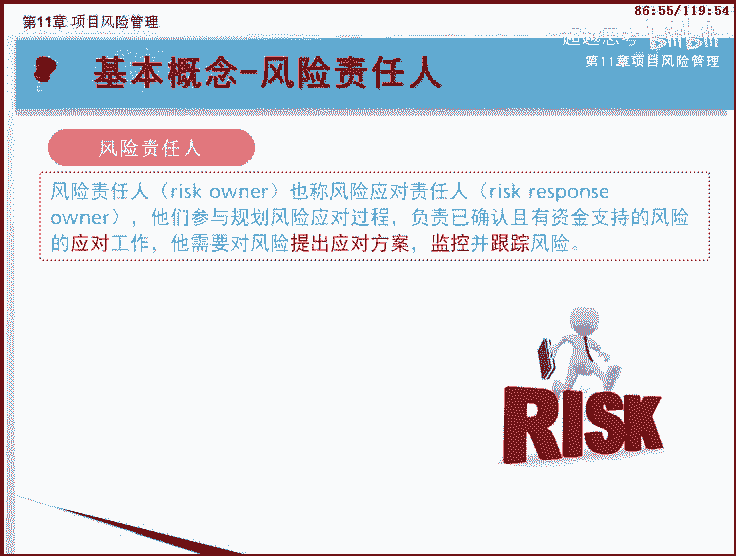 86:55/119:54
第11章 项目风险管理
bilibili
第11章项目风险管理
基本概念-风险责任人
风险责任人
风险责任人（risk owner）也称风险应对责任人（risk response
owner），他们参与规划风险应对过程，负责已确认且有资金支持的风险
的应对工作，他需要对风险提出应对方案，监控并跟踪风险。
RISK